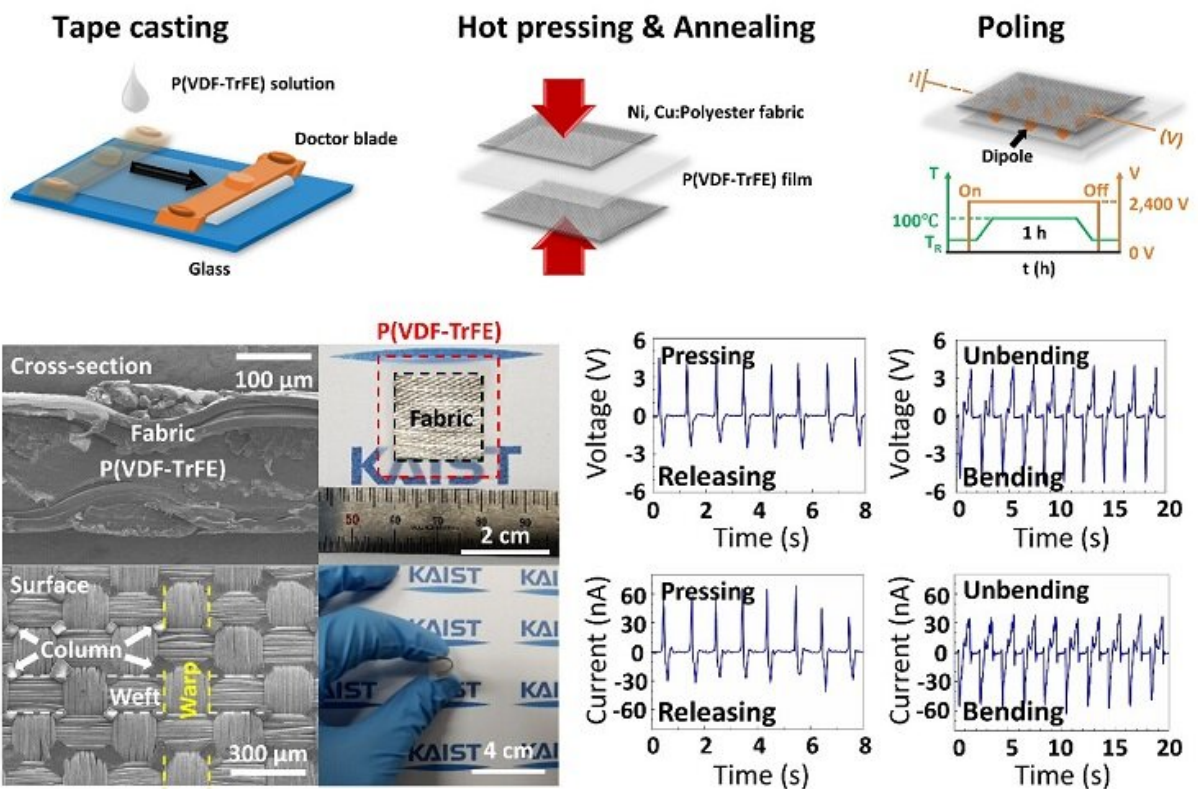 Tape casting
P(VDF-TrFE) solution
Doctor blade
Glass
Hot pressing & Annealing
Ni, Cu:Polyester fabric
P(VDF-TrFE) film
Poling
(V)
Dipole
T
V
On
Off
2,400 V
100°C
1 h
T_R
0 V
t (h)
Cross-section
100 µm
Fabric
P(VDF-TrFE)
P(VDF-TrFE)
Fabric
KAIST
50 60 70 80 90
2 cm
Surface
Column
Weft
Warp
300 µm
KAIST
KAIST
KAIST
KAIST
4 cm
Voltage (V)
6
3
0
-3
-6
Pressing
Releasing
0 2 4 6 8
Time (s)
Voltage (V)
6
3
0
-3
-6
Unbending
Bending
0 5 10 15 20
Time (s)
Current (nA)
60
30
0
-30
-60
Pressing
Releasing
0 2 4 6 8
Time (s)
Current (nA)
60
30
0
-30
-60
Unbending
Bending
0 5 10 15 20
Time (s)